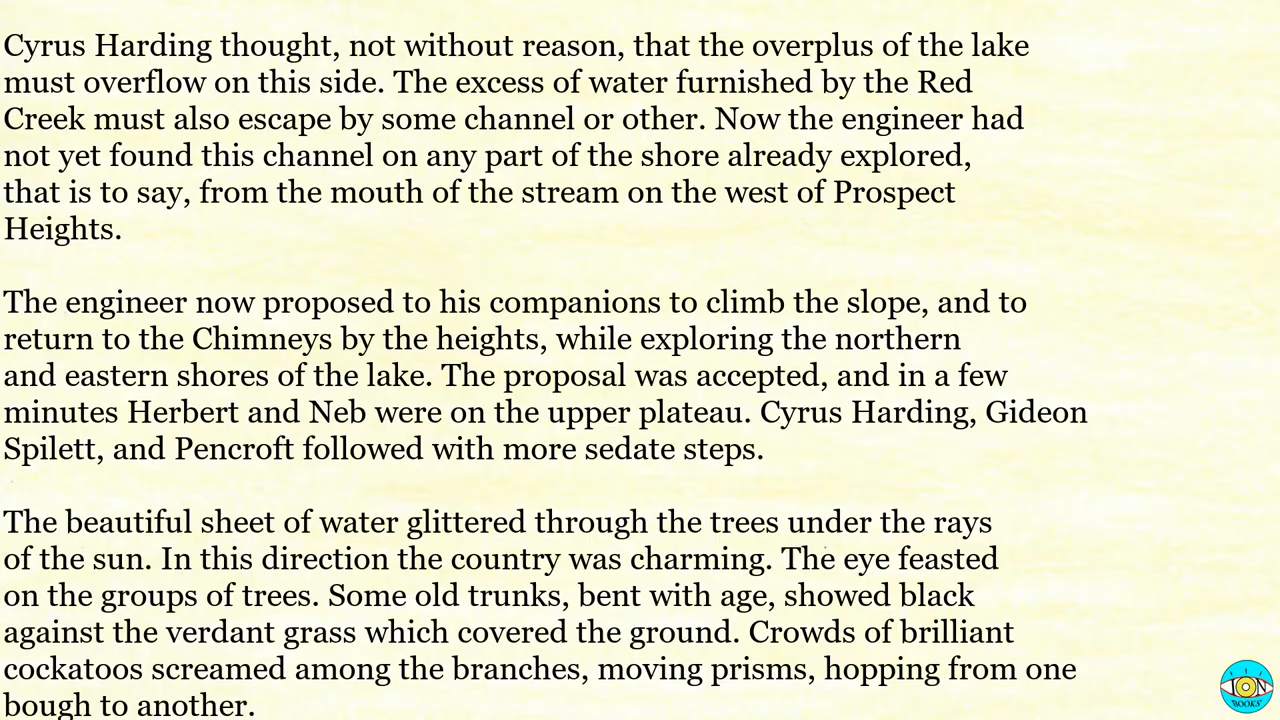 Cyrus Harding thought, not without reason, that the overplus of the lake
must overflow on this side. The excess of water furnished by the Red
Creek must also escape by some channel or other. Now the engineer had
not yet found this channel on any part of the shore already explored,
that is to say, from the mouth of the stream on the west of Prospect
Heights.
The engineer now proposed to his companions to climb the slope, and to
return to the Chimneys by the heights, while exploring the northern
and eastern shores of the lake. The proposal was accepted, and in a few
minutes Herbert and Neb were on the upper plateau. Cyrus Harding, Gideon
Spilett, and Pencroft followed with more sedate steps.
The beautiful sheet of water glittered through the trees under the rays
of the sun. In this direction the country was charming. The eye feasted
on the groups of trees. Some old trunks, bent with age, showed black
against the verdant grass which covered the ground. Crowds of brilliant
cockatoos screamed among the branches, moving prisms, hopping from one
bough to another.
ION
BOOKS